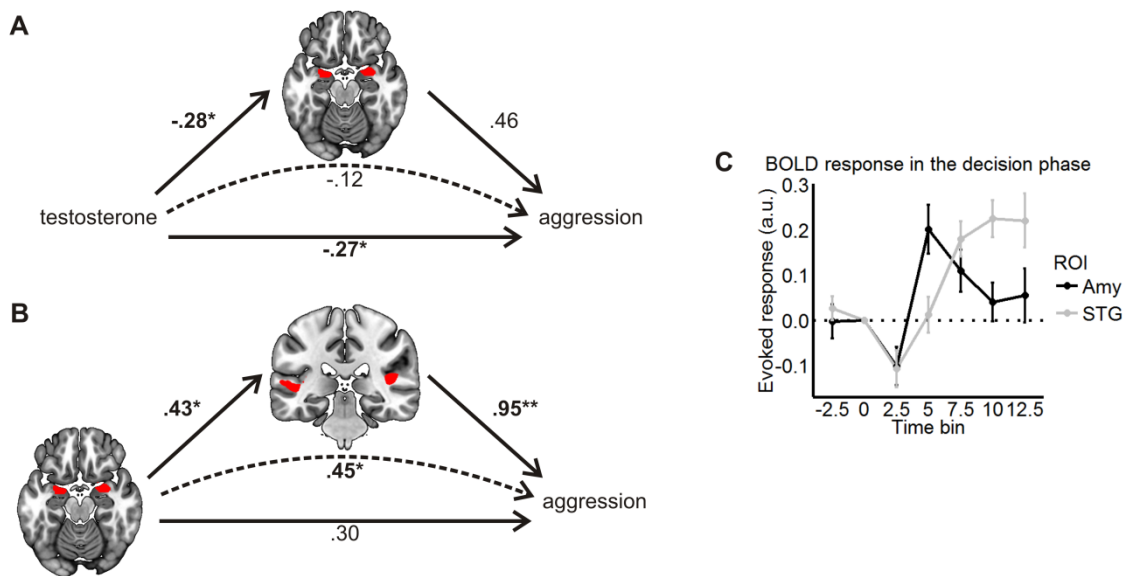 A
-.28*
.46
-.12
testosterone
aggression
-.27*
B
.43*
.95**
.45*
aggression
.30
C
BOLD response in the decision phase
Evoked response (a.u.)
0.3
0.2
0.1
0.0
-0.1
-2.5 0 2.5 5 7.5 10 12.5
Time bin
ROI
Amy
STG